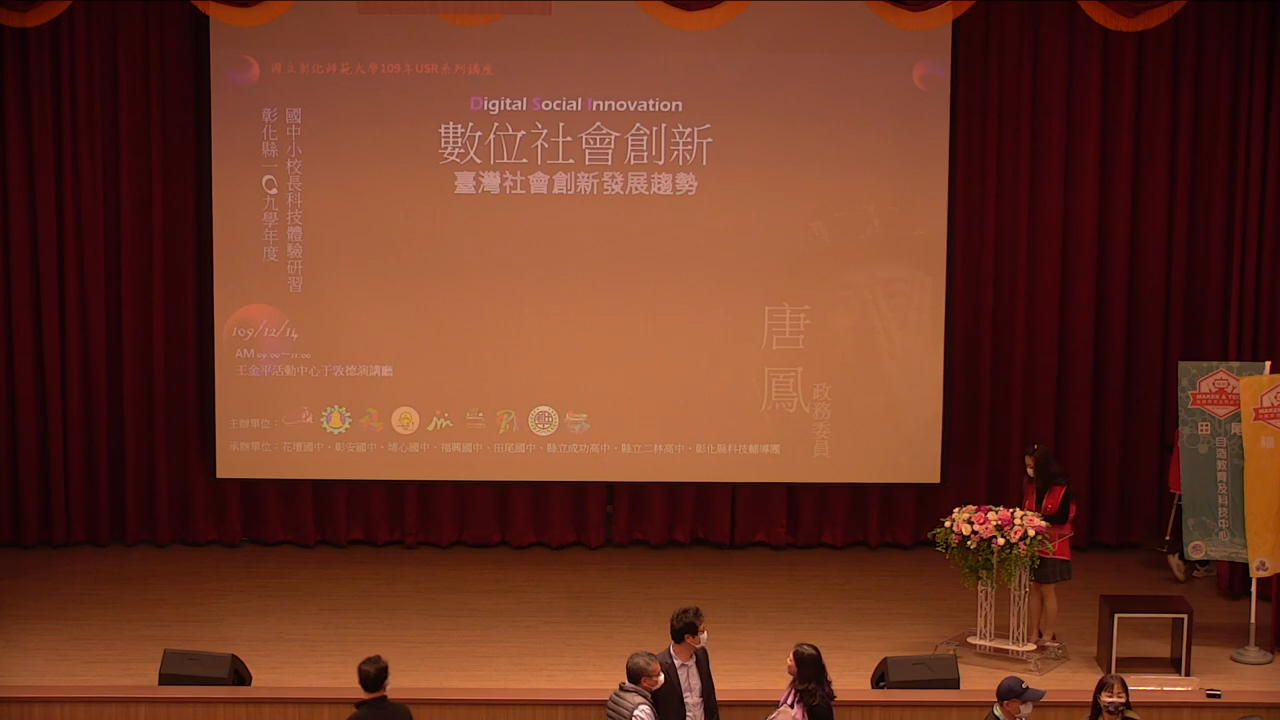 國立彰化師範大學109年USR系列講座
Digital Social Innovation
數位社會創新
臺灣社會創新發展趨勢
國中小校長科技體驗研習
彰化縣一〇九學年度
109/12/14
AM 09:00~11:00
王金平活動中心于敦德演講廳
唐鳳
政務委員
主辦單位：
承辦單位：花壇國中、彰安國中、埔心國中、福興國中、田尾國中、縣立成功高中、縣立二林高中、彰化縣科技輔導團
田尾
自造教育及科技中心